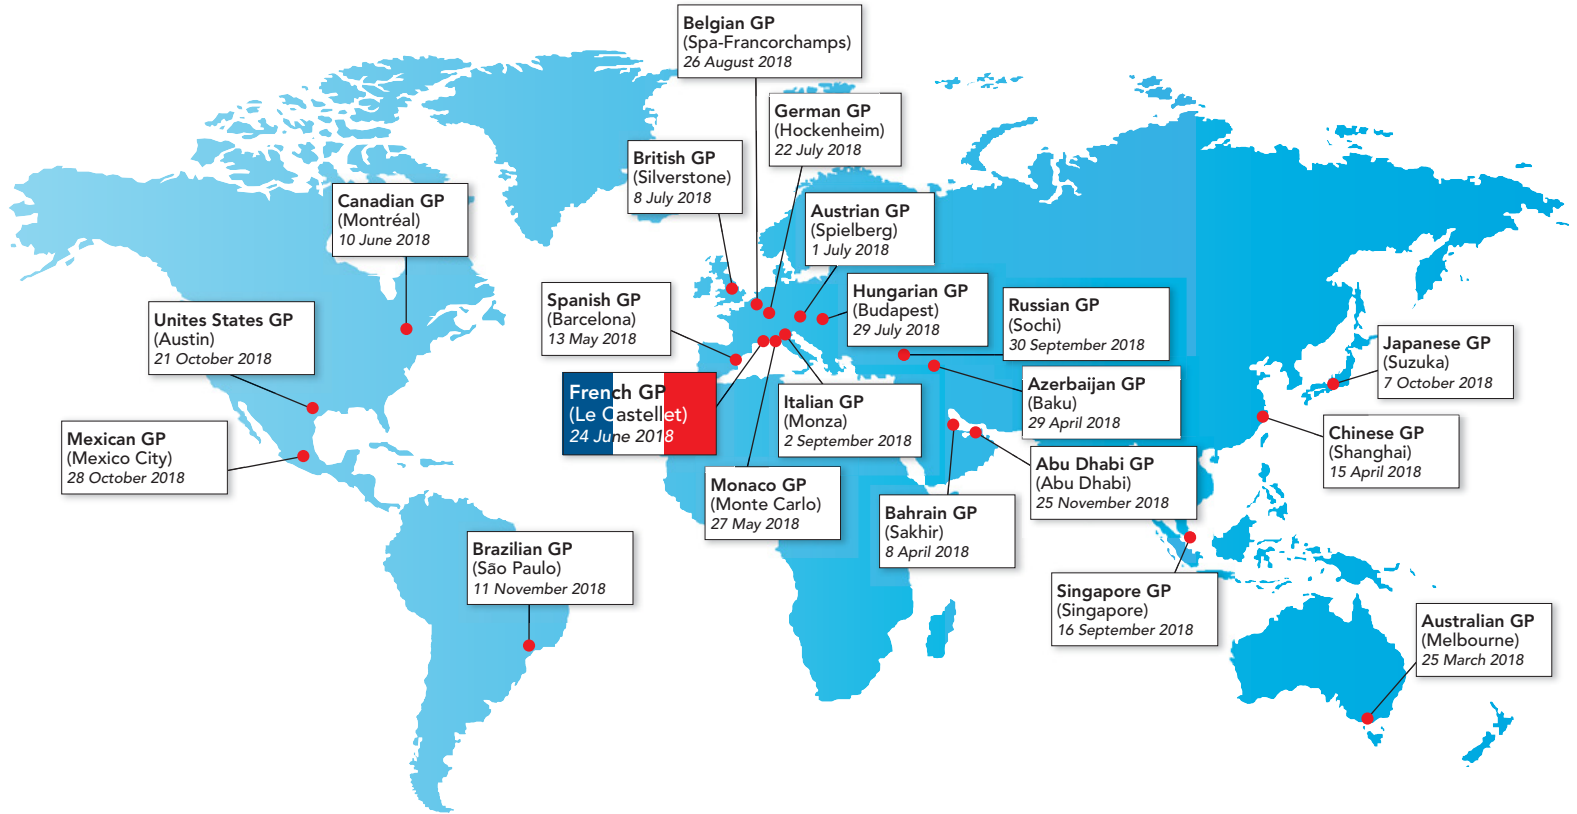 Belgian GP
(Spa-Francorchamps)
26 August 2018
German GP
(Hockenheim)
22 July 2018
British GP
(Silverstone)
8 July 2018
Canadian GP
(Montréal)
10 June 2018
Austrian GP
(Spielberg)
1 July 2018
Hungarian GP
(Budapest)
29 July 2018
Spanish GP
(Barcelona)
13 May 2018
Russian GP
(Sochi)
30 September 2018
Unites States GP
(Austin)
21 October 2018
Japanese GP
(Suzuka)
7 October 2018
French GP
(Le Castellet)
24 June 2018
Italian GP
(Monza)
2 September 2018
Azerbaijan GP
(Baku)
29 April 2018
Mexican GP
(Mexico City)
28 October 2018
Chinese GP
(Shanghai)
15 April 2018
Abu Dhabi GP
(Abu Dhabi)
25 November 2018
Monaco GP
(Monte Carlo)
27 May 2018
Bahrain GP
(Sakhir)
8 April 2018
Brazilian GP
(São Paulo)
11 November 2018
Singapore GP
(Singapore)
16 September 2018
Australian GP
(Melbourne)
25 March 2018